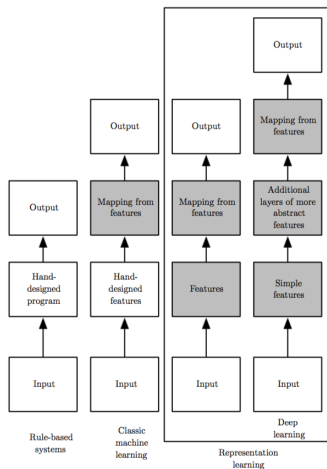 Output
Output
Mapping from
features
Output
Mapping from
features
Output
Mapping from
features
Additional
layers of more
abstract
features
Hand-
designed
program
Hand-
designed
features
Features
Simple
features
Input
Input
Input
Input
Rule-based
systems
Classic
machine
learning
Representation
learning
Deep
learning